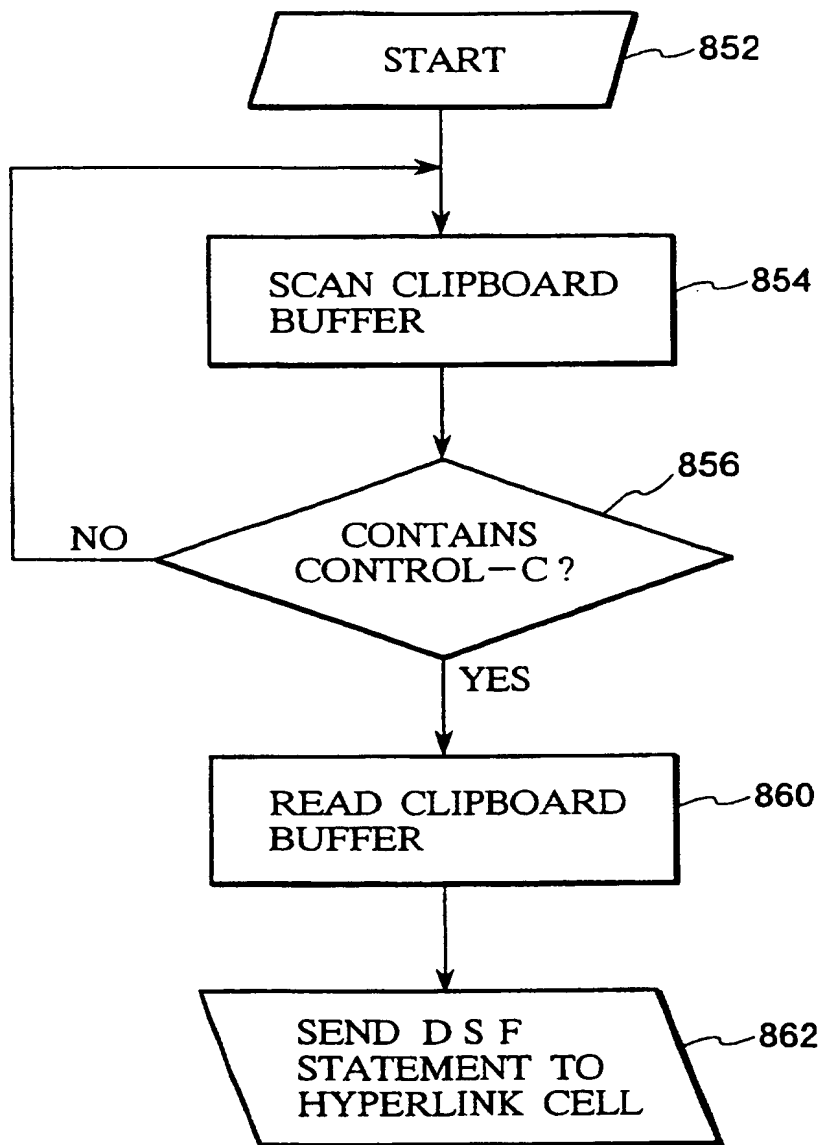 START
852
SCAN CLIPBOARD
BUFFER
854
856
CONTAINS
CONTROL-C?
NO
YES
READ CLIPBOARD
BUFFER
860
SEND D S F
STATEMENT TO
HYPERLINK CELL
862